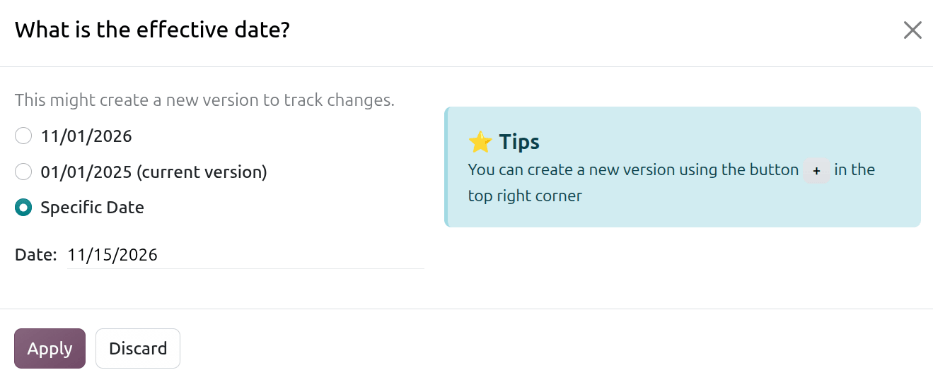 What is the effective date?
This might create a new version to track changes.
11/01/2026
01/01/2025 (current version)
Specific Date
Date: 11/15/2026
Tips
You can create a new version using the button + in the
top right corner
Apply
Discard